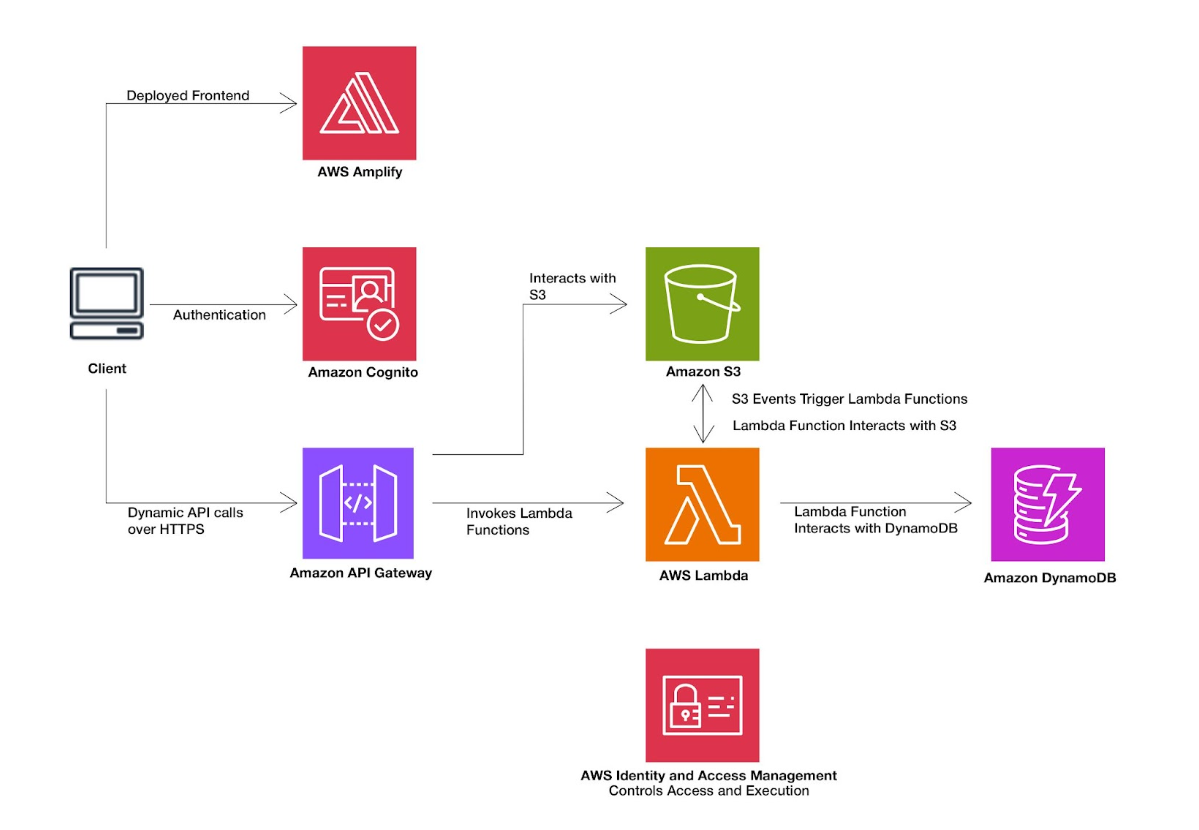 Deployed Frontend
AWS Amplify
Interacts with
S3
Authentication
Client
Amazon Cognito
Amazon S3
S3 Events Trigger Lambda Functions
Lambda Function Interacts with S3
</>
Dynamic API calls
over HTTPS
Invokes Lambda
Functions
Lambda Function
Interacts with DynamoDB
Amazon API Gateway
AWS Lambda
Amazon DynamoDB
AWS Identity and Access Management
Controls Access and Execution